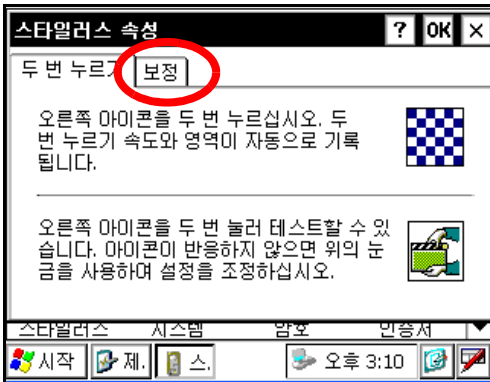 스타일러스 속성 ? OK ×
두 번 누르기 보정
오른쪽 아이콘을 두 번 누르십시오. 두
번 누르기 속도와 영역이 자동으로 기록
됩니다.
오른쪽 아이콘을 두 번 눌러 테스트할 수 있
습니다. 아이콘이 반응하지 않으면 위의 눈
금을 사용하여 설정을 조정하십시오.
스타일러스 시스템 암호 인증서
시작 제. 스. 오후 3:10